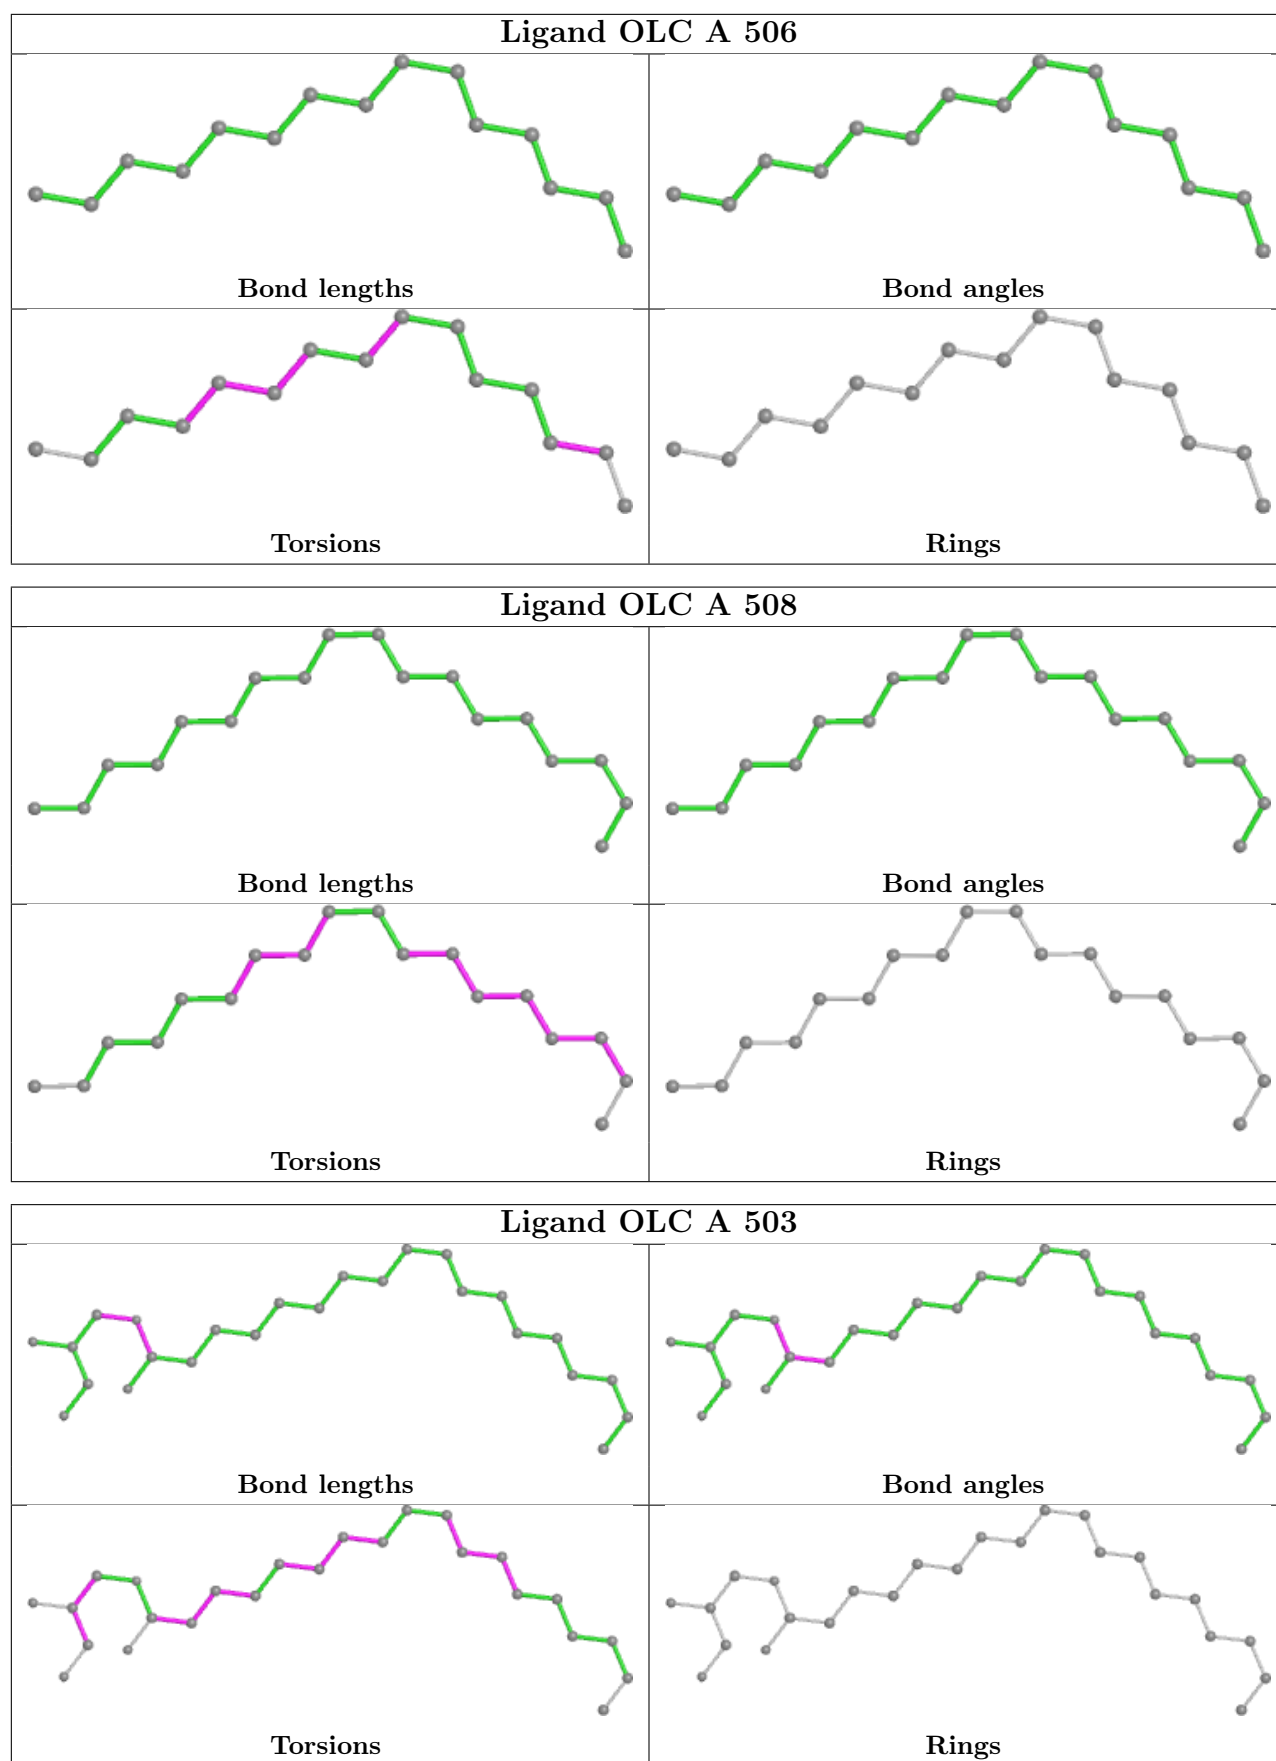 Ligand OLC A 506
Bond lengths
Bond angles
Torsions
Rings
Ligand OLC A 508
Bond lengths
Bond angles
Torsions
Rings
Ligand OLC A 503
Bond lengths
Bond angles
Torsions
Rings